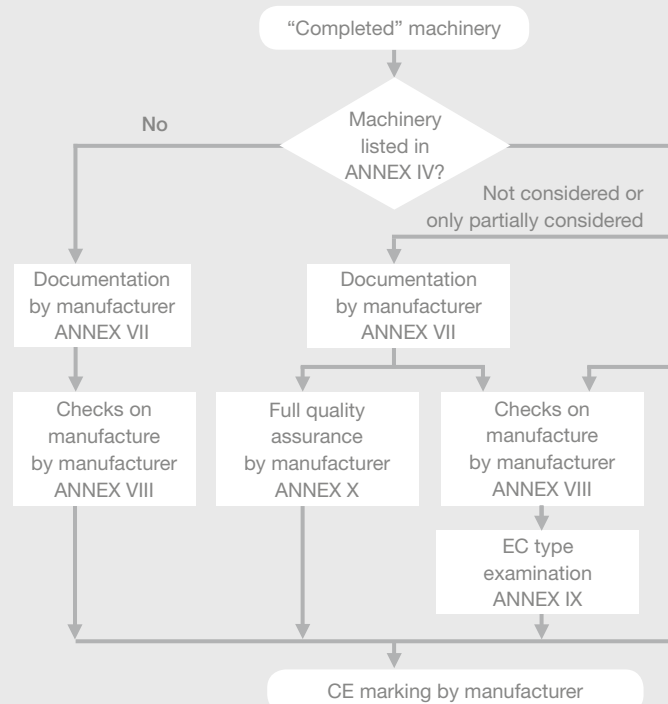 “Completed” machinery
No
Machinery
listed in
ANNEX IV?
Not considered or
only partially considered
Documentation
by manufacturer
ANNEX VII
Documentation
by manufacturer
ANNEX VII
Checks on
manufacture
by manufacturer
ANNEX VIII
Full quality
assurance
by manufacturer
ANNEX X
Checks on
manufacture
by manufacturer
ANNEX VIII
EC type
examination
ANNEX IX
CE marking by manufacturer